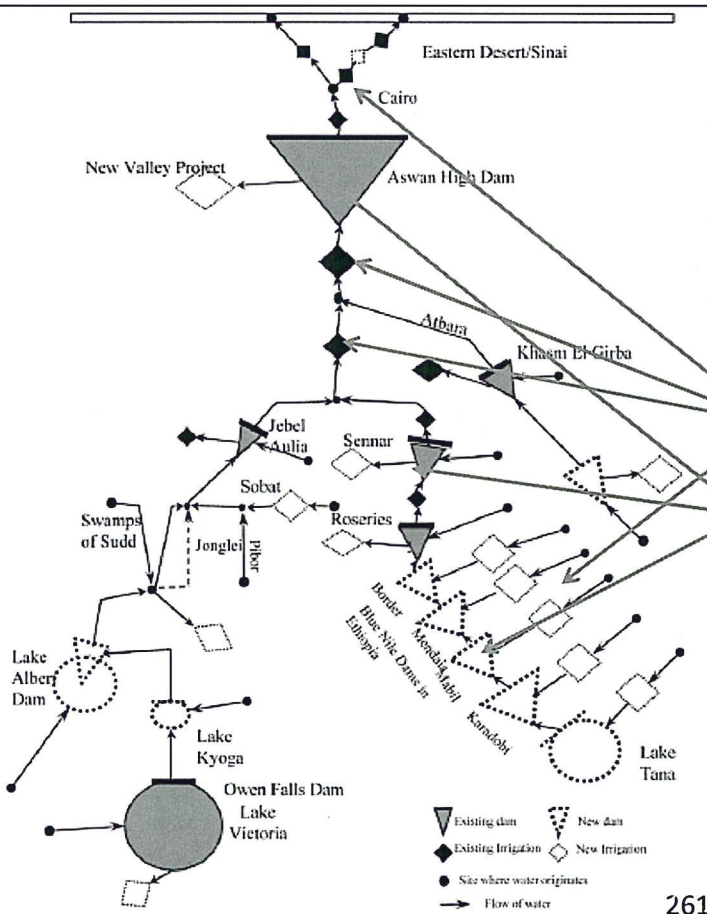 Eastern Desert/Sinai
Cairo
New Valley Project
Aswan High Dam
Atbara
Khasm El Girba
Jebel
Aulia
Sennar
Sobat
Swamps
of Sudd
Jonglei
Pibor
Roseries
Border
Mendaia
Mabil
Karadobi
Blue Nile Dams in
Ethiopia
Lake
Albert
Dam
Lake
Kyoga
Lake
Tana
Owen Falls Dam
Lake
Victoria
Existing dam
New dam
Existing Irrigation
New Irrigation
Site where water originates
Flow of water
261